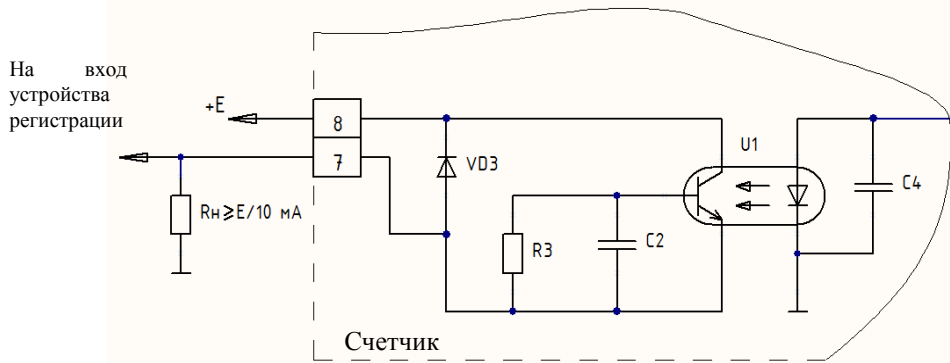 На вход
устройства
регистрации
+E
8
7
Rн≥E/10 мА
VD3
R3
C2
U1
C4
Счетчик